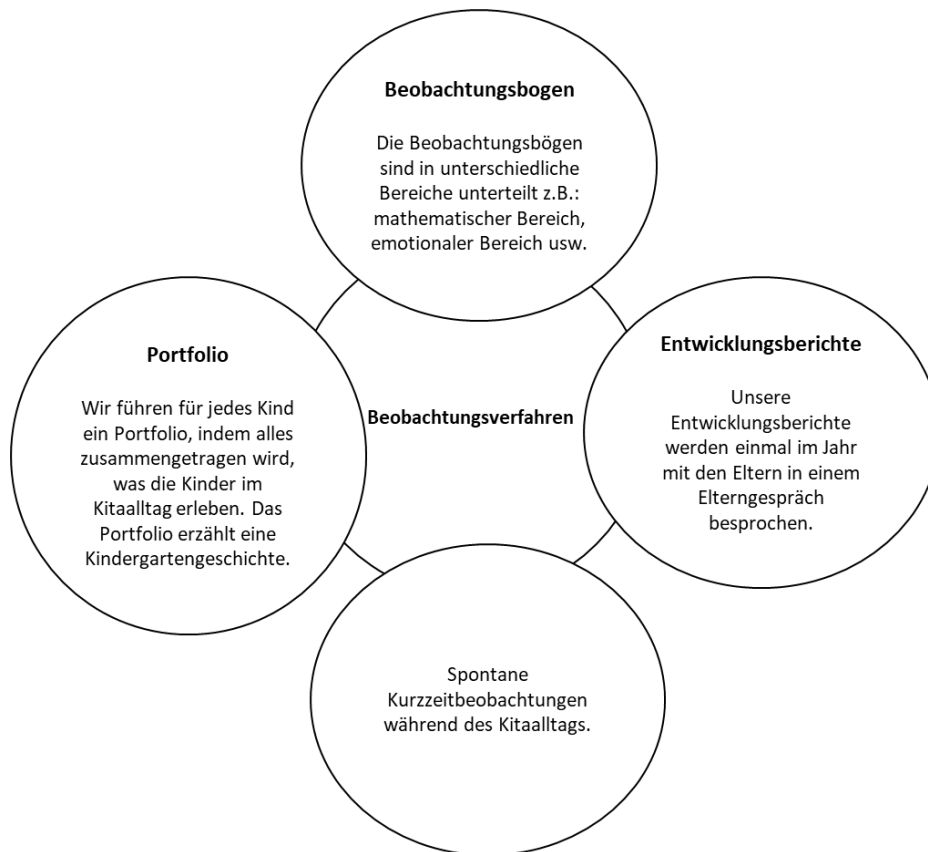 Beobachtungsbogen
Die Beobachtungsbögen
sind in unterschiedliche
Bereiche unterteilt z.B.:
mathematischer Bereich,
emotionaler Bereich usw.
Portfolio
Wir führen für jedes Kind
ein Portfolio, indem alles
zusammengetragen wird,
was die Kinder im
Kitaalltag erleben. Das
Portfolio erzählt eine
Kindergartengeschichte.
Beobachtungsverfahren
Entwicklungsberichte
Unsere
Entwicklungsberichte
werden einmal im Jahr
mit den Eltern in einem
Elterngespräch
besprochen.
Spontane
Kurzzeitbeobachtungen
während des Kitaalltags.